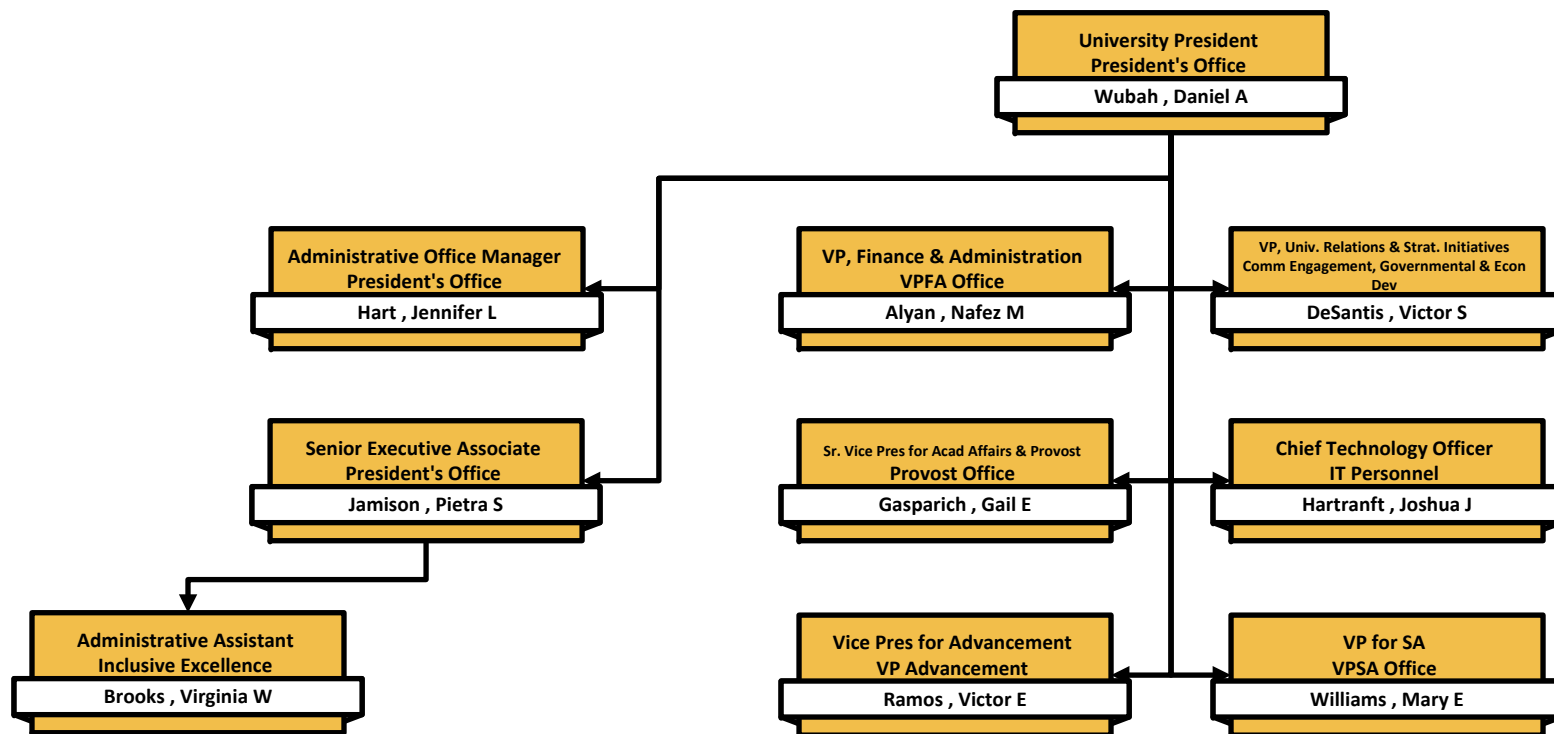 University President
President's Office
Wubah , Daniel A
Administrative Office Manager
President's Office
Hart , Jennifer L
VP, Finance & Administration
VPFA Office
Alyan , Nafez M
VP, Univ. Relations & Strat. Initiatives
Comm Engagement, Governmental & Econ
Dev
DeSantis , Victor S
Senior Executive Associate
President's Office
Jamison , Pietra S
Sr. Vice Pres for Acad Affairs & Provost
Provost Office
Gasparich , Gail E
Chief Technology Officer
IT Personnel
Hartranft , Joshua J
Administrative Assistant
Inclusive Excellence
Brooks , Virginia W
Vice Pres for Advancement
VP Advancement
Ramos , Victor E
VP for SA
VPSA Office
Williams , Mary E